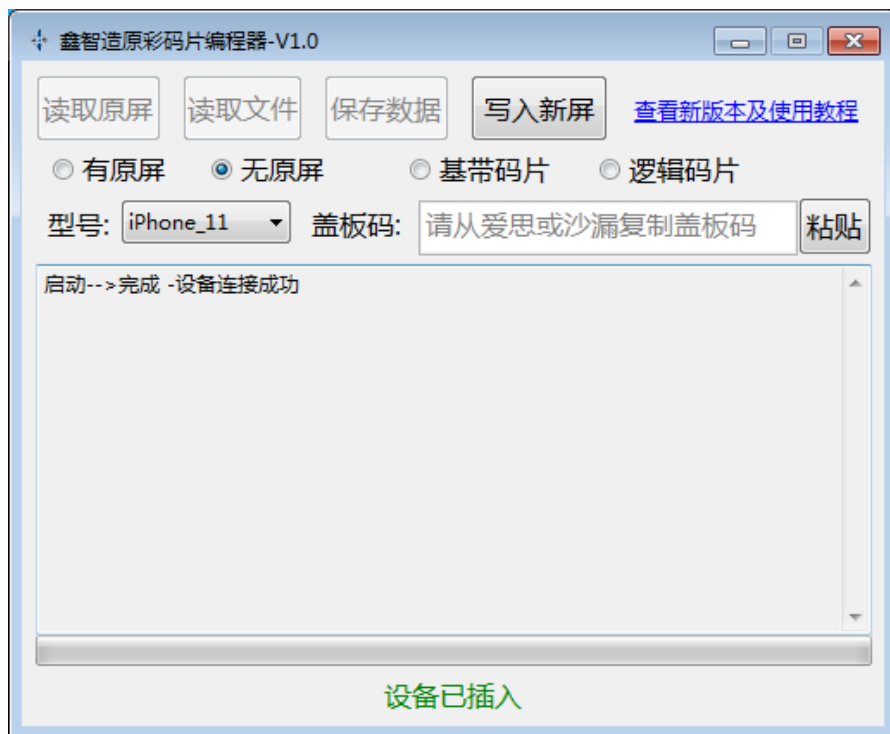 鑫智造原彩码片编程器-V1.0
读取原屏 读取文件 保存数据 写入新屏 查看新版本及使用教程
有原屏 无原屏 基带码片 逻辑码片
型号: iPhone_11 盖板码: 请从爱思或沙漏复制盖板码 粘贴
启动-->完成 -设备连接成功
设备已插入